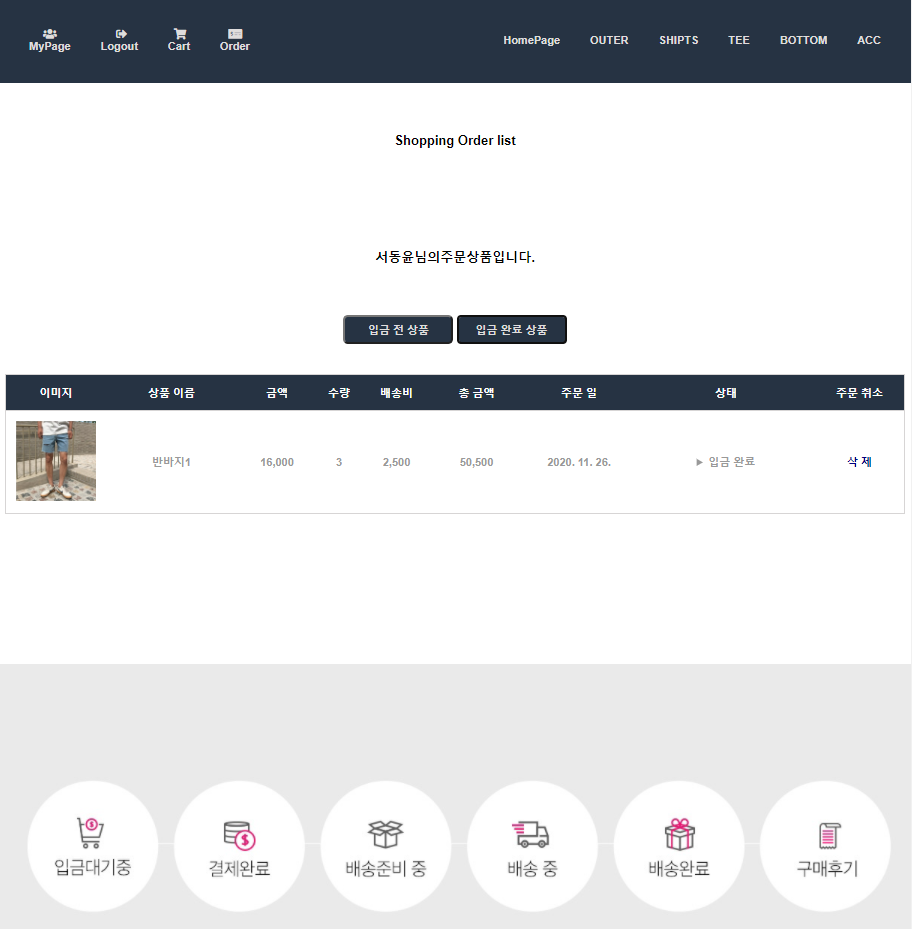 MyPage Logout Cart Order HomePage OUTER SHIPTS TEE BOTTOM ACC
Shopping Order list
서동윤님의주문상품입니다.
입금 전 상품 입금 완료 상품
이미지 상품 이름 금액 수량 배송비 총 금액 주문 일 상태 주문 취소
반바지1 16,000 3 2,500 50,500 2020. 11. 26. ▶ 입금 완료 삭 제
입금대기중 결제완료 배송준비 중 배송 중 배송완료 구매후기